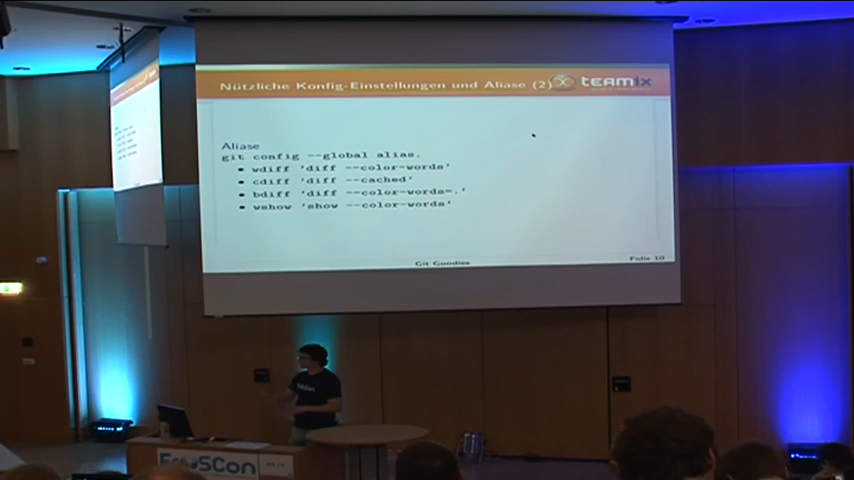 Nützliche Konfig-Einstellungen und Aliase (2)
teamix
Aliase
git config --global alias.
wdiff 'diff --color-words'
cdiff 'diff --cached'
bdiff 'diff --color-words=.'
wshow 'show --color-words'
Git Goodies
Folie 10
FrOSCon